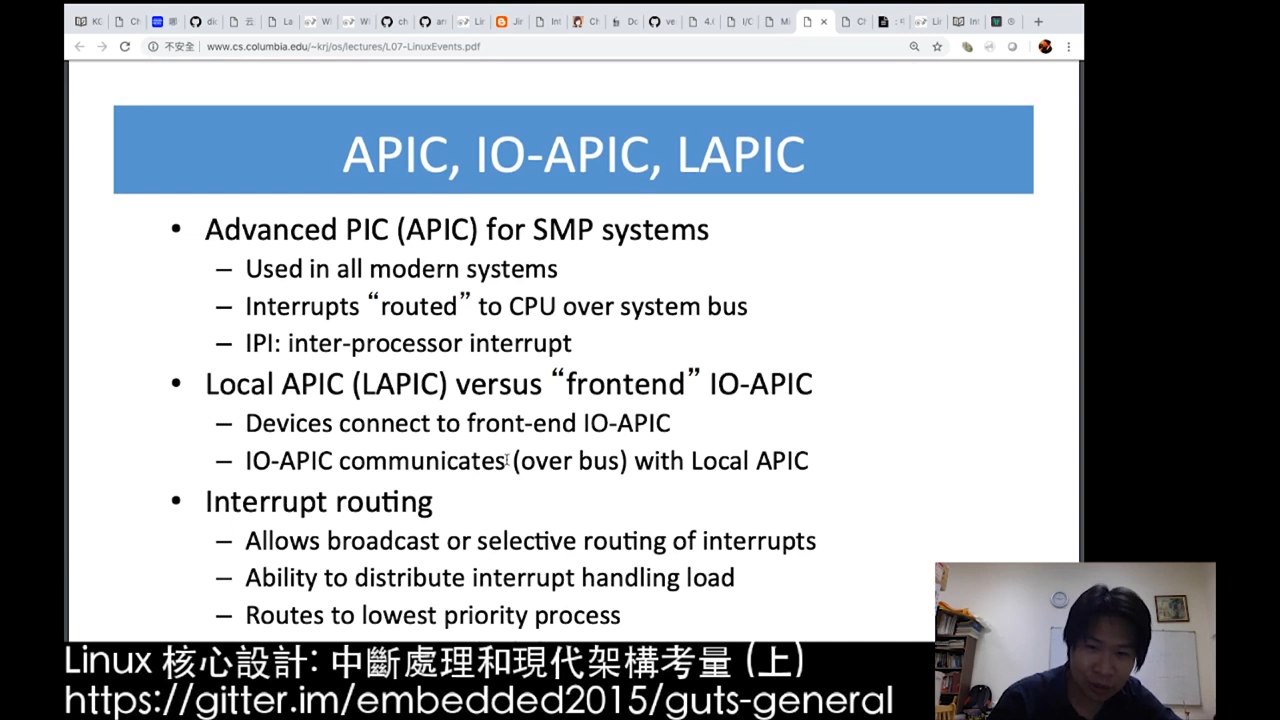 不安全 www.cs.columbia.edu/~krj/os/lectures/L07-LinuxEvents.pdf
APIC, IO-APIC, LAPIC
• Advanced PIC (APIC) for SMP systems
– Used in all modern systems
– Interrupts “routed” to CPU over system bus
– IPI: inter-processor interrupt
• Local APIC (LAPIC) versus “frontend” IO-APIC
– Devices connect to front-end IO-APIC
– IO-APIC communicates (over bus) with Local APIC
• Interrupt routing
– Allows broadcast or selective routing of interrupts
– Ability to distribute interrupt handling load
– Routes to lowest priority process
Linux 核心設計: 中斷處理和現代架構考量 (上)
https://gitter.im/embedded2015/guts-general